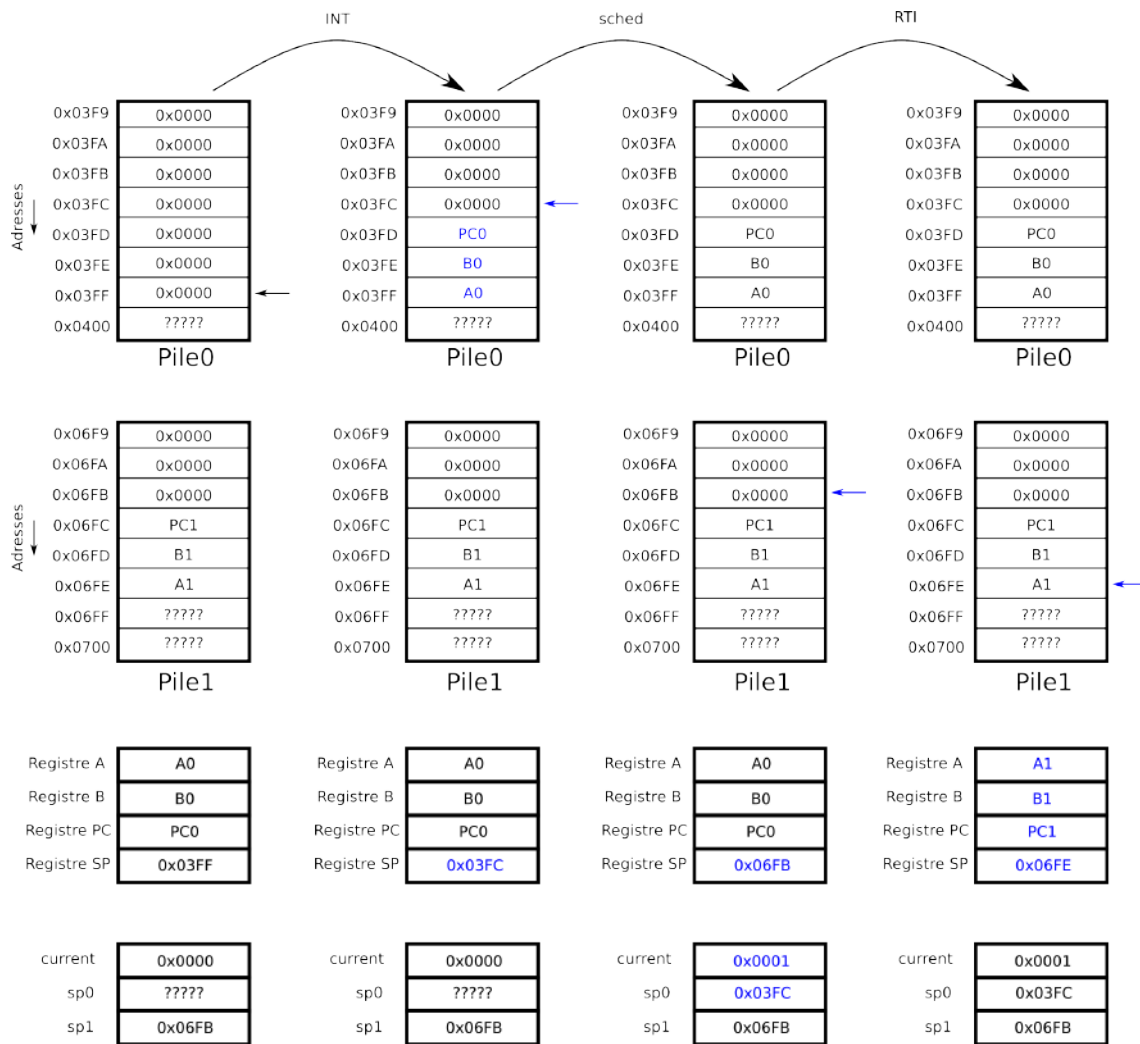 INT sched RTI
0x03F9 0x0000 0x03F9 0x0000 0x03F9 0x0000 0x03F9 0x0000
0x03FA 0x0000 0x03FA 0x0000 0x03FA 0x0000 0x03FA 0x0000
0x03FB 0x0000 0x03FB 0x0000 0x03FB 0x0000 0x03FB 0x0000
0x03FC 0x0000 0x03FC 0x0000 0x03FC 0x0000 0x03FC 0x0000
Adresses
0x03FD 0x0000 0x03FD PC0 0x03FD PC0 0x03FD PC0
0x03FE 0x0000 0x03FE B0 0x03FE B0 0x03FE B0
0x03FF 0x0000 0x03FF A0 0x03FF A0 0x03FF A0
0x0400 ????? 0x0400 ????? 0x0400 ????? 0x0400 ?????
Pile0 Pile0 Pile0 Pile0
0x06F9 0x0000 0x06F9 0x0000 0x06F9 0x0000 0x06F9 0x0000
0x06FA 0x0000 0x06FA 0x0000 0x06FA 0x0000 0x06FA 0x0000
0x06FB 0x0000 0x06FB 0x0000 0x06FB 0x0000 0x06FB 0x0000
0x06FC PC1 0x06FC PC1 0x06FC PC1 0x06FC PC1
Adresses
0x06FD B1 0x06FD B1 0x06FD B1 0x06FD B1
0x06FE A1 0x06FE A1 0x06FE A1 0x06FE A1
0x06FF ????? 0x06FF ????? 0x06FF ????? 0x06FF ?????
0x0700 ????? 0x0700 ????? 0x0700 ????? 0x0700 ?????
Pile1 Pile1 Pile1 Pile1
Registre A A0 Registre A A0 Registre A A0 Registre A A1
Registre B B0 Registre B B0 Registre B B0 Registre B B1
Registre PC PC0 Registre PC PC0 Registre PC PC0 Registre PC PC1
Registre SP 0x03FF Registre SP 0x03FC Registre SP 0x06FB Registre SP 0x06FE
current 0x0000 current 0x0000 current 0x0001 current 0x0001
sp0 ????? sp0 ????? sp0 0x03FC sp0 0x03FC
sp1 0x06FB sp1 0x06FB sp1 0x06FB sp1 0x06FB